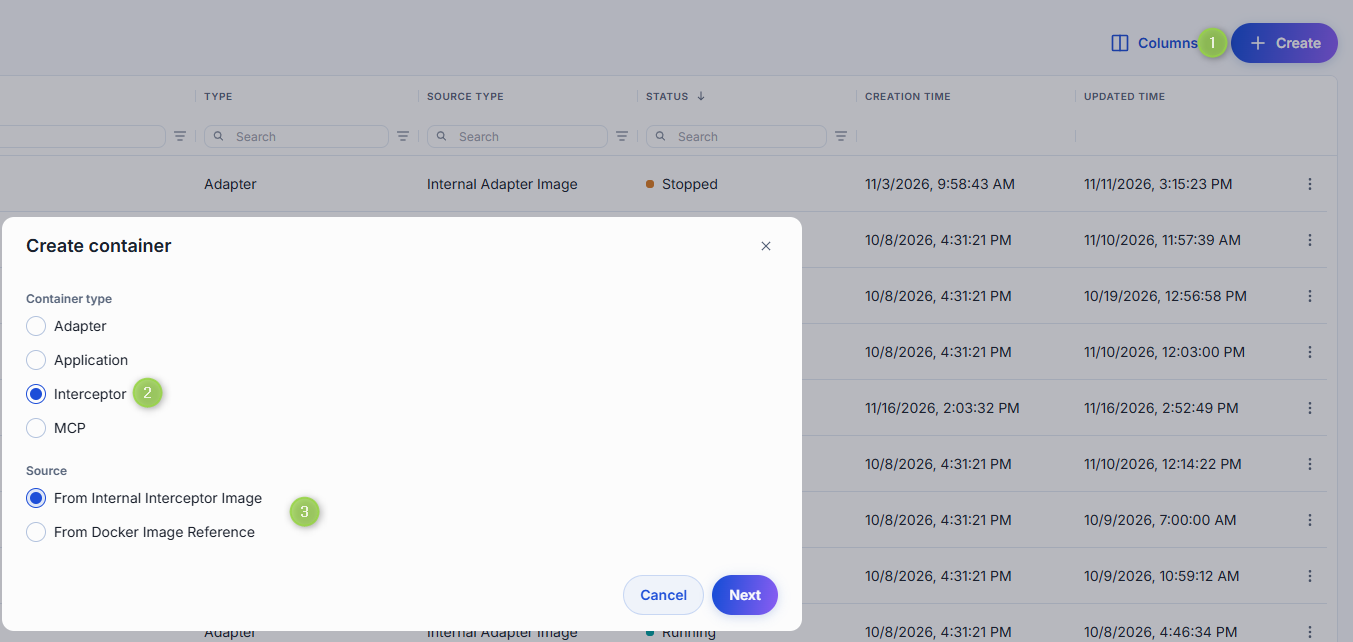 Columns 1 + Create
TYPE SOURCE TYPE STATUS ↓ CREATION TIME UPDATED TIME
Search Search Search
Adapter Internal Adapter Image Stopped 11/3/2026, 9:58:43 AM 11/11/2026, 3:15:23 PM
Create container
10/8/2026, 4:31:21 PM 11/10/2026, 11:57:39 AM
Container type
10/8/2026, 4:31:21 PM 10/19/2026, 12:56:58 PM
Adapter
Application
10/8/2026, 4:31:21 PM 11/10/2026, 12:03:00 PM
Interceptor 2
11/16/2026, 2:03:32 PM 11/16/2026, 2:52:49 PM
MCP
Source
10/8/2026, 4:31:21 PM 11/10/2026, 12:14:22 PM
From Internal Interceptor Image 3
10/8/2026, 4:31:21 PM 10/9/2026, 7:00:00 AM
From Docker Image Reference
10/8/2026, 4:31:21 PM 10/9/2026, 10:59:12 AM
Cancel Next
Adapter Internal Adapter Image Running 10/8/2026, 4:31:21 PM 10/8/2026, 4:46:34 PM